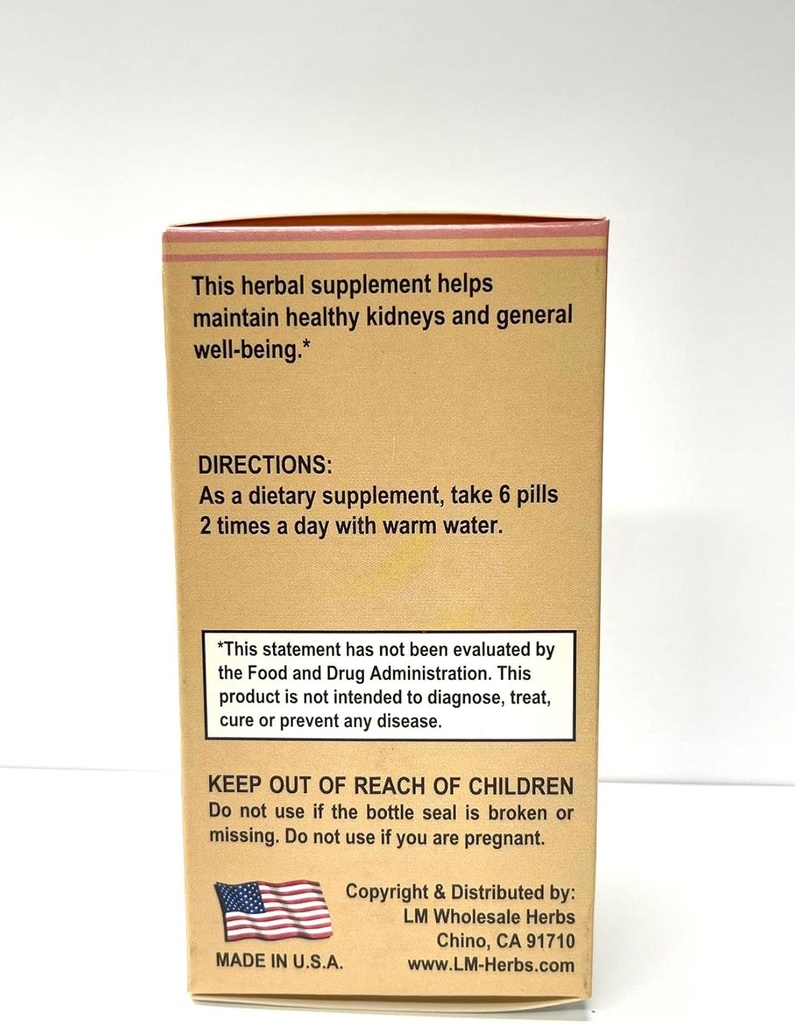 This herbal supplement helps
maintain healthy kidneys and general
well-being.*
DIRECTIONS:
As a dietary supplement, take 6 pills
2 times a day with warm water.
*This statement has not been evaluated by
the Food and Drug Administration. This
product is not intended to diagnose, treat,
cure or prevent any disease.
KEEP OUT OF REACH OF CHILDREN
Do not use if the bottle seal is broken or
missing. Do not use if you are pregnant.
Copyright & Distributed by:
LM Wholesale Herbs
Chino, CA 91710
MADE IN U.S.A.
www.LM-Herbs.com